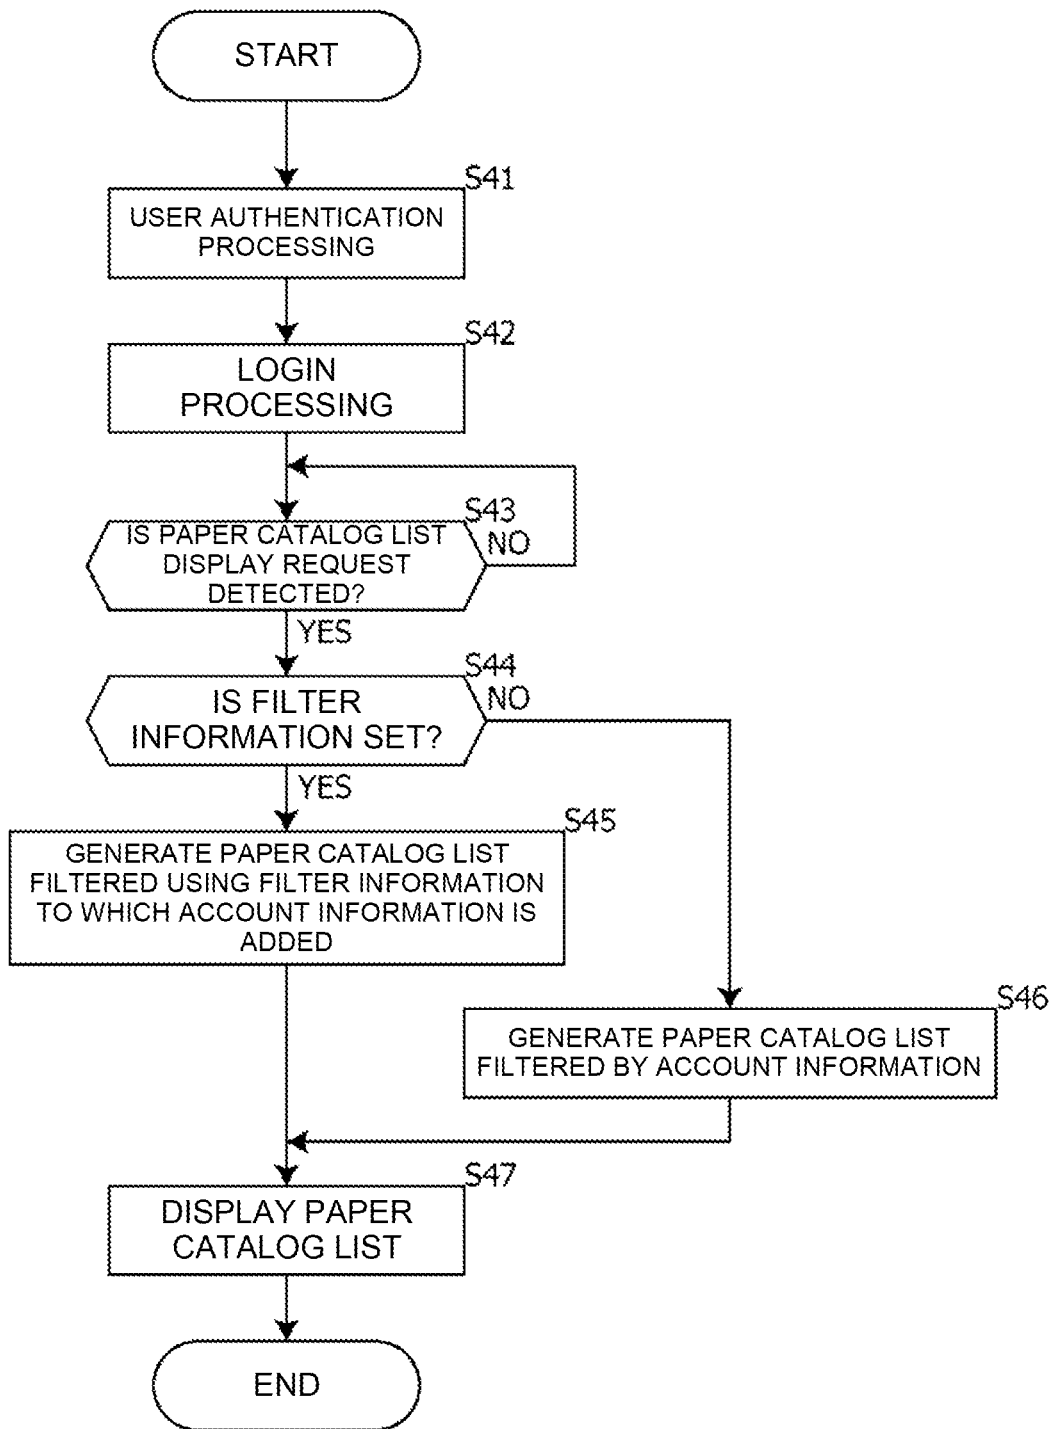 START
S41
USER AUTHENTICATION
PROCESSING
S42
LOGIN
PROCESSING
S43
IS PAPER CATALOG LIST
DISPLAY REQUEST
DETECTED?
NO
YES
S44
IS FILTER
INFORMATION SET?
NO
YES
S45
GENERATE PAPER CATALOG LIST
FILTERED USING FILTER INFORMATION
TO WHICH ACCOUNT INFORMATION IS
ADDED
S46
GENERATE PAPER CATALOG LIST
FILTERED BY ACCOUNT INFORMATION
S47
DISPLAY PAPER
CATALOG LIST
END